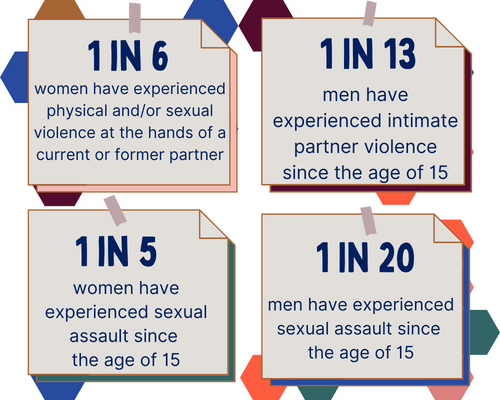 1 IN 6
women have experienced
physical and/or sexual
violence at the hands of a
current or former partner
1 IN 13
men have
experienced intimate
partner violence
since the age of 15
1 IN 5
women have
experienced sexual
assault since
the age of 15
1 IN 20
men have experienced
sexual assault since
the age of 15